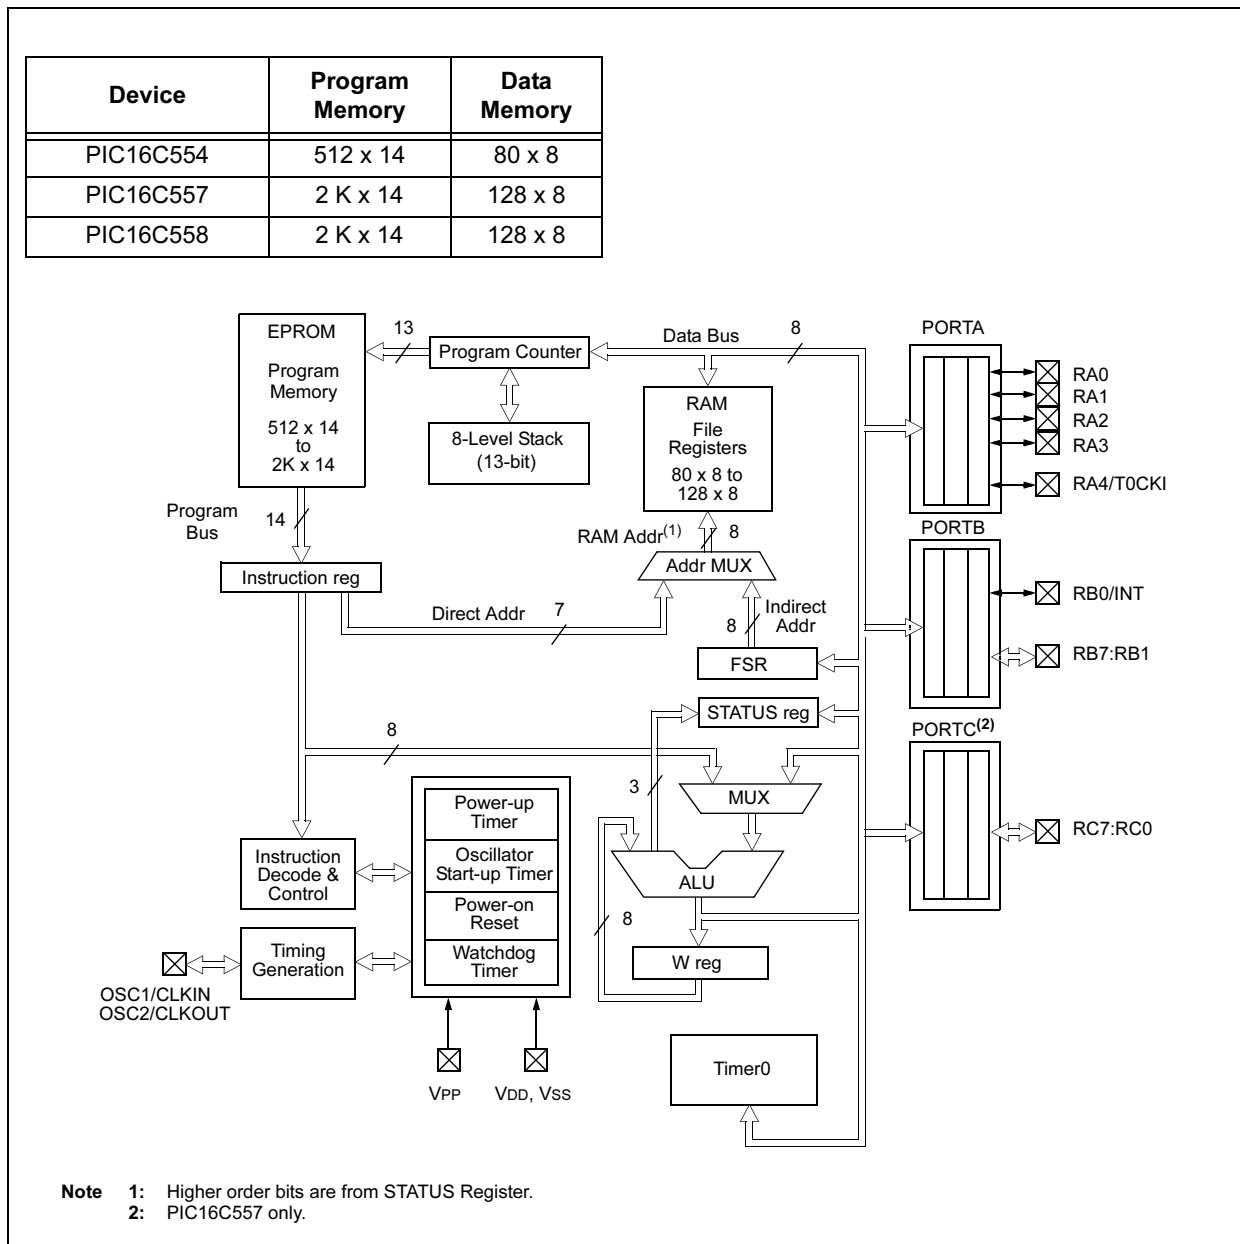 Device
Program Memory
Data Memory
PIC16C554
512 x 14
80 x 8
PIC16C557
2 K x 14
128 x 8
PIC16C558
2 K x 14
128 x 8
EPROM
Program
Memory
512 x 14
to
2K x 14
13
Program Counter
8-Level Stack
(13-bit)
Data Bus
8
RAM
File
Registers
80 x 8 to
128 x 8
PORTA
RA0
RA1
RA2
RA3
RA4/T0CKI
Program
Bus
14
RAM Addr(1)
8
Addr MUX
Instruction reg
Direct Addr
7
8
Indirect
Addr
FSR
STATUS reg
PORTB
RB0/INT
RB7:RB1
PORTC(2)
RC7:RC0
8
3
MUX
ALU
8
W reg
Power-up
Timer
Oscillator
Start-up Timer
Power-on
Reset
Watchdog
Timer
Instruction
Decode &
Control
Timing
Generation
OSC1/CLKIN
OSC2/CLKOUT
VPP
VDD, VSS
Timer0
Note 1: Higher order bits are from STATUS Register.
2: PIC16C557 only.